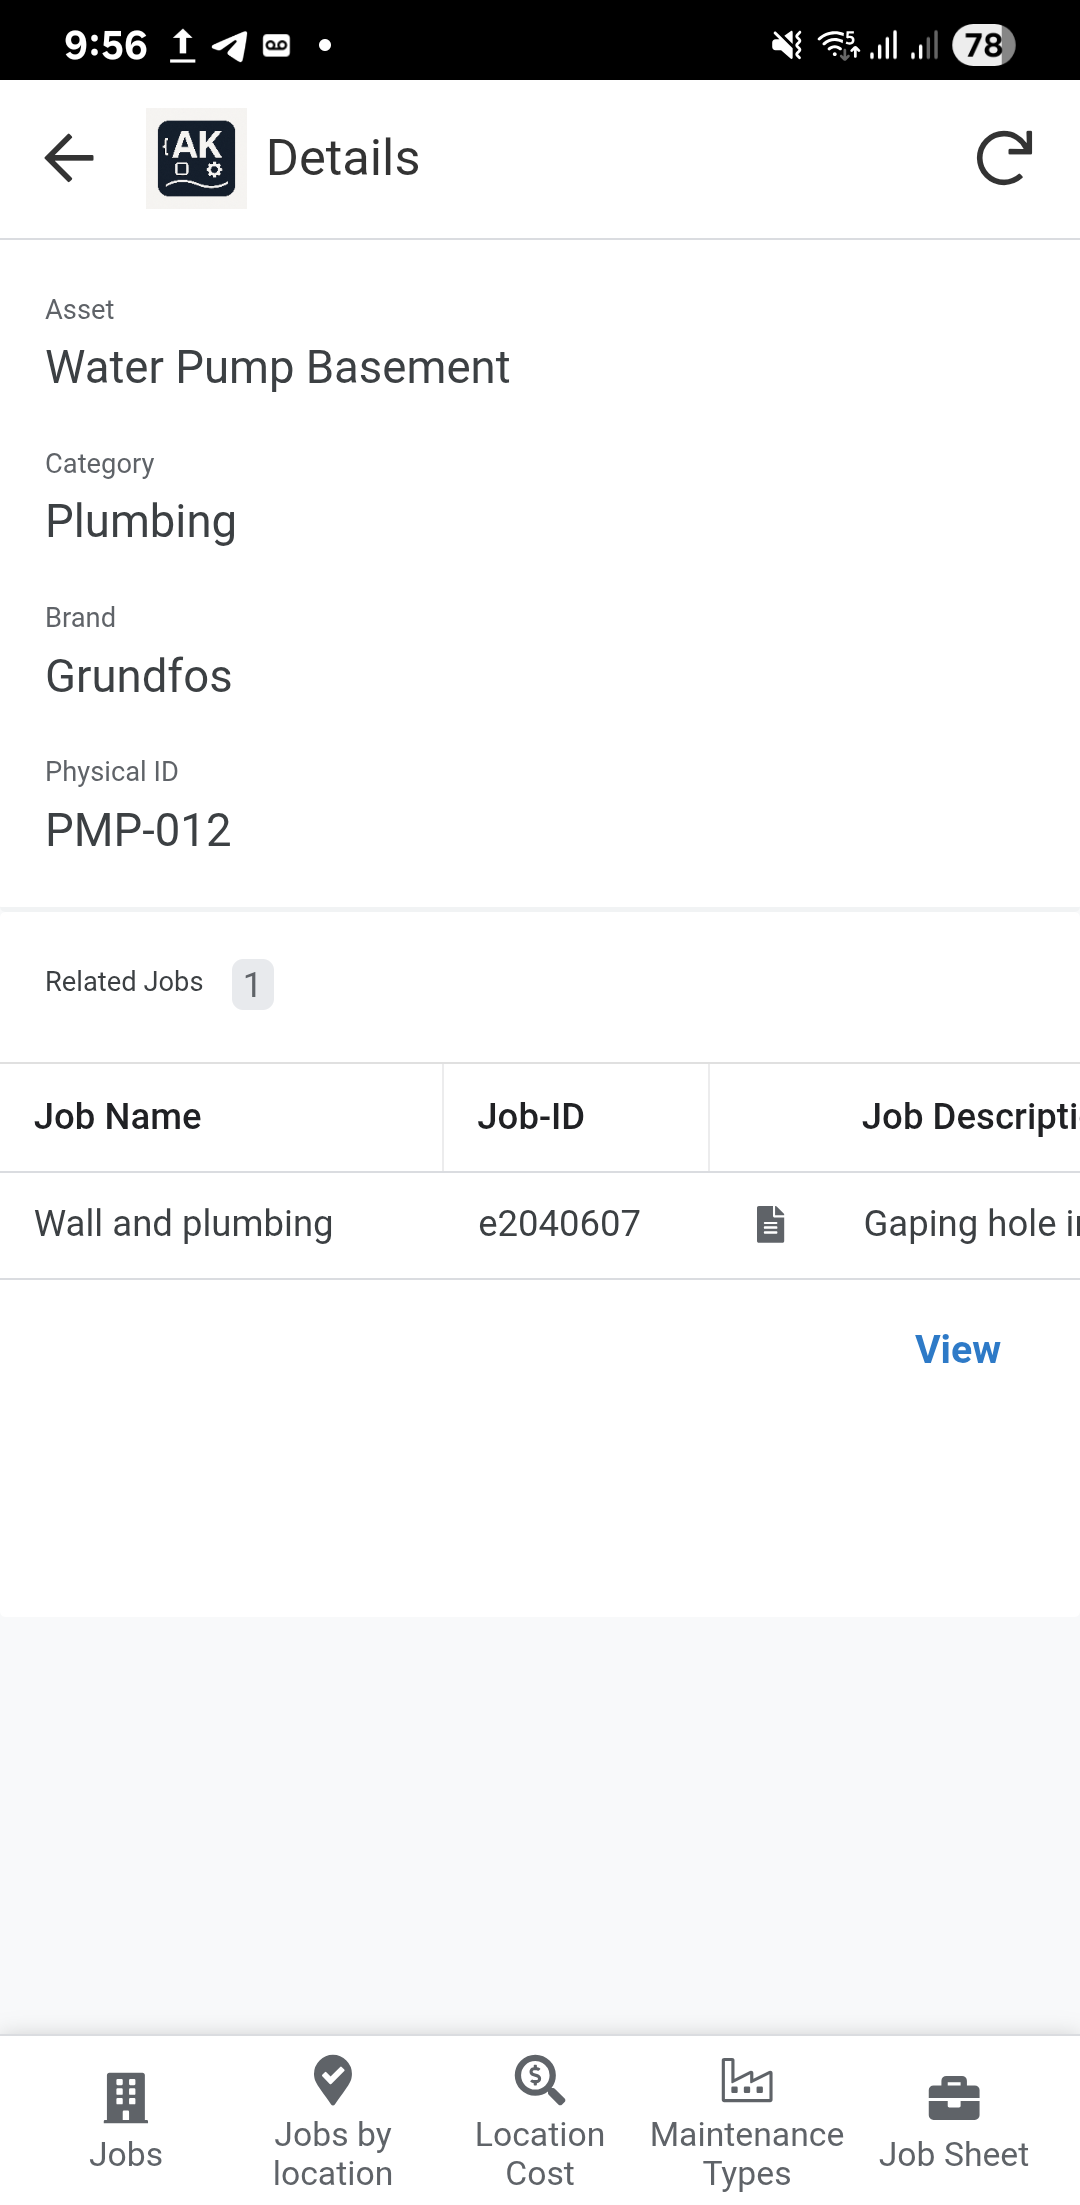 9:56
5
78
{AK
Details
Asset
Water Pump Basement
Category
Plumbing
Brand
Grundfos
Physical ID
PMP-012
Related Jobs 1
Job Name Job-ID Job Descripti
Wall and plumbing e2040607 Gaping hole i
View
Jobs
Jobs by
location
Location
Cost
Maintenance
Types
Job Sheet